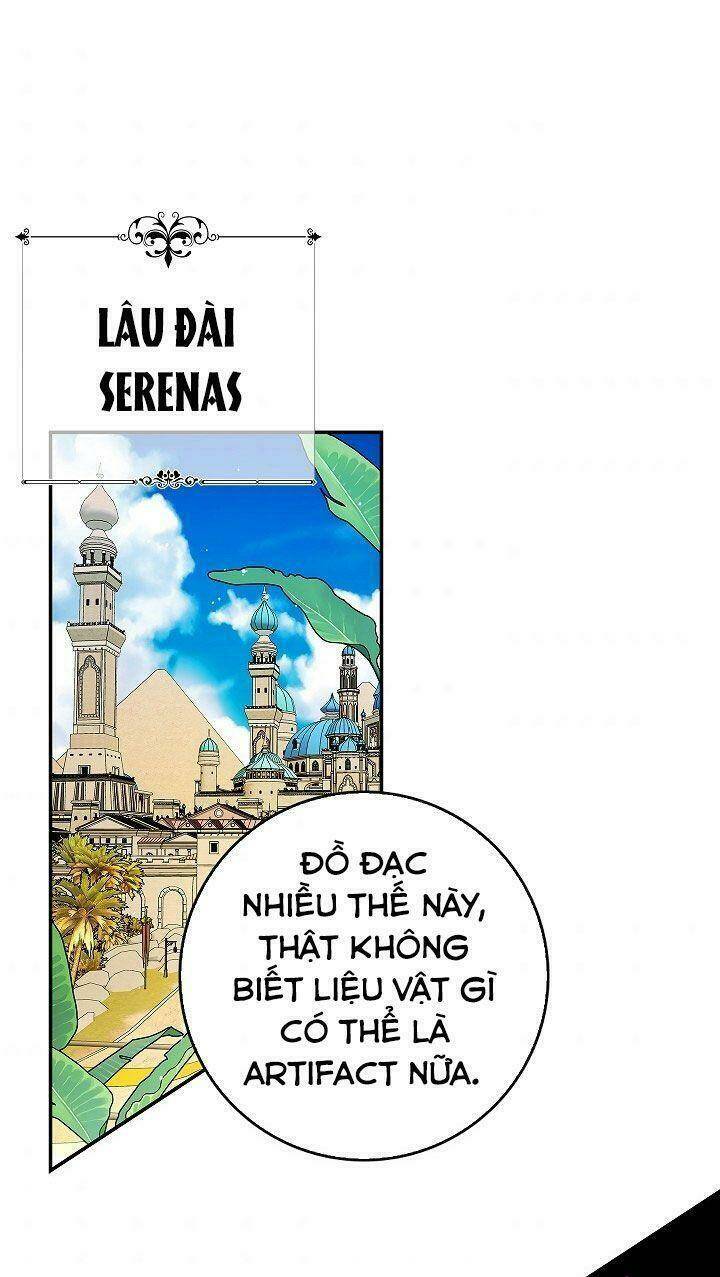 LÂU ĐÀI
SERENAS
ĐỒ ĐẠC
NHIỀU THẾ NÀY,
THẬT KHÔNG
BIẾT LIỆU VẬT GÌ
CÓ THỂ LÀ
ARTIFACT NỮA.